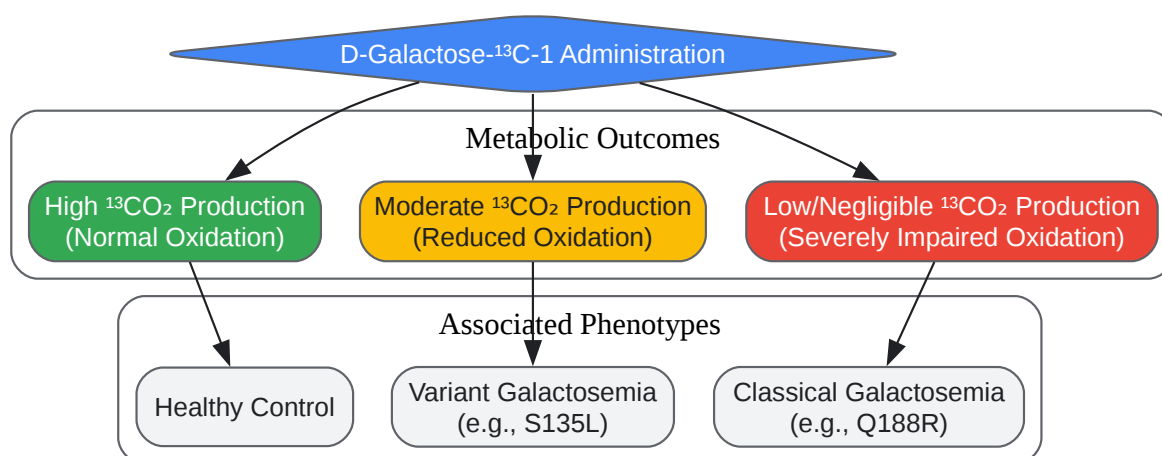 D-Galactose-¹³C-1 Administration
Metabolic Outcomes
High ¹³CO₂ Production
(Normal Oxidation)
Moderate ¹³CO₂ Production
(Reduced Oxidation)
Low/Negligible ¹³CO₂ Production
(Severely Impaired Oxidation)
Associated Phenotypes
Healthy Control
Variant Galactosemia
(e.g., S135L)
Classical Galactosemia
(e.g., Q188R)